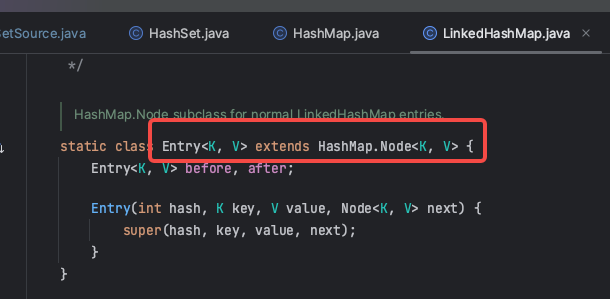 etSource.java HashSet.java HashMap.java LinkedHashMap.java ×
*/
HashMap.Node subclass for normal LinkedHashMap entries.
static class Entry<K, V> extends HashMap.Node<K, V> {
Entry<K, V> before, after;
Entry(int hash, K key, V value, Node<K, V> next) {
super(hash, key, value, next);
}
}